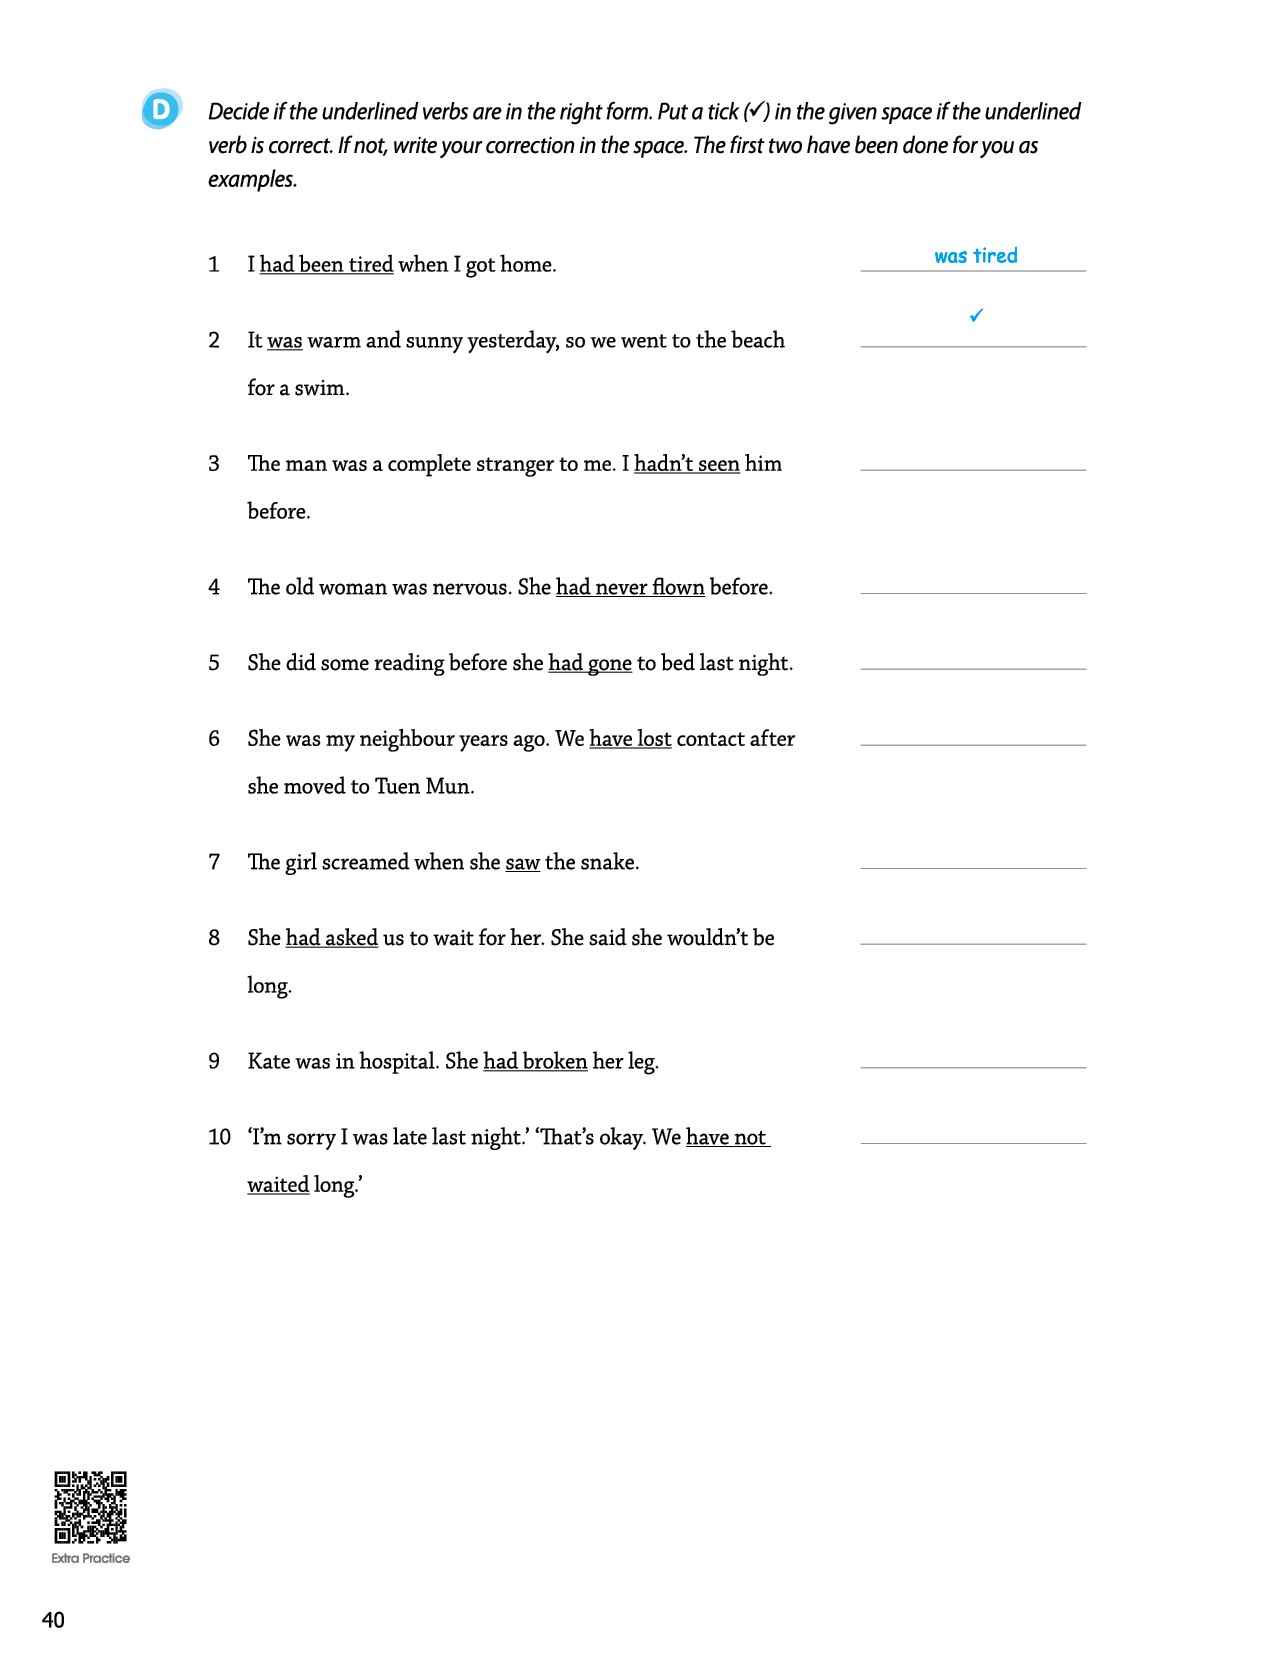 D
Decide if the underlined verbs are in the right form. Put a tick (✓) in the given space if the underlined
verb is correct. If not, write your correction in the space. The first two have been done for you as
examples.
1 I had been tired when I got home. was tired
✓
2 It was warm and sunny yesterday, so we went to the beach
for a swim.
3 The man was a complete stranger to me. I hadn’t seen him
before.
4 The old woman was nervous. She had never flown before.
5 She did some reading before she had gone to bed last night.
6 She was my neighbour years ago. We have lost contact after
she moved to Tuen Mun.
7 The girl screamed when she saw the snake.
8 She had asked us to wait for her. She said she wouldn’t be
long.
9 Kate was in hospital. She had broken her leg.
10 ‘I’m sorry I was late last night.’ ‘That’s okay. We have not
waited long.’
Extra Practice
40